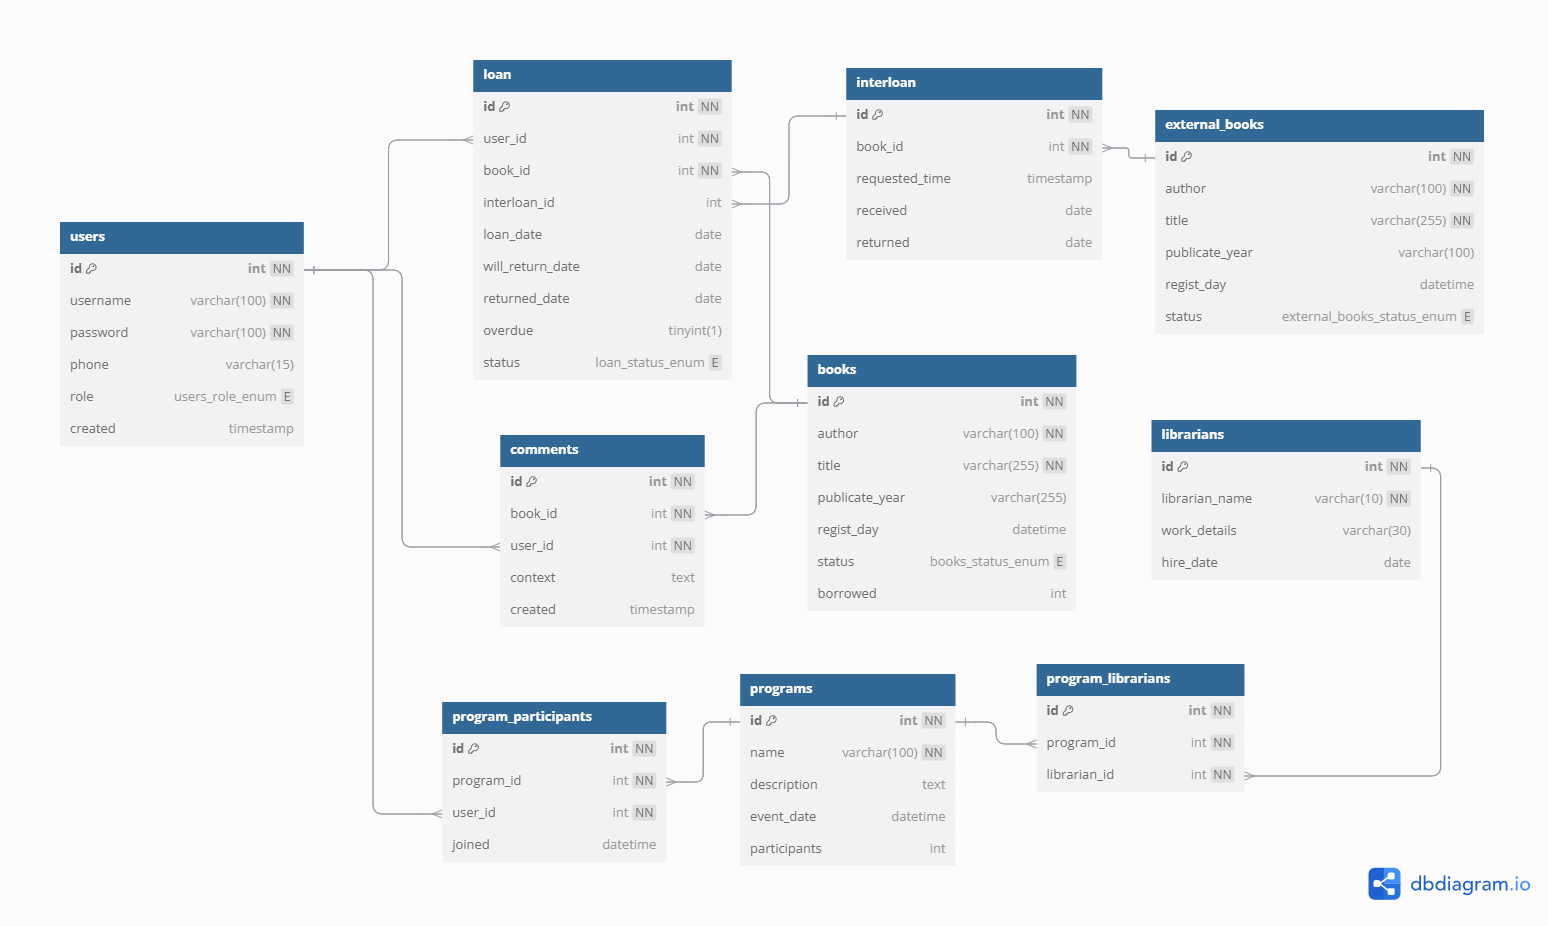 loan
id int NN
user_id int NN
book_id int NN
interloan_id int
loan_date date
will_return_date date
returned_date date
overdue tinyint(1)
status loan_status_enum E
interloan
id int NN
book_id int NN
requested_time timestamp
received date
returned date
external_books
id int NN
author varchar(100) NN
title varchar(255) NN
publicate_year varchar(100)
regist_day datetime
status external_books_status_enum E
users
id int NN
username varchar(100) NN
password varchar(100) NN
phone varchar(15)
role users_role_enum E
created timestamp
books
id int NN
author varchar(100) NN
title varchar(255) NN
publicate_year varchar(255)
regist_day datetime
status books_status_enum E
borrowed int
librarians
id int NN
librarian_name varchar(10) NN
work_details varchar(30)
hire_date date
comments
id int NN
book_id int NN
user_id int NN
context text
created timestamp
program_participants
id int NN
program_id int NN
user_id int NN
joined datetime
programs
id int NN
name varchar(100) NN
description text
event_date datetime
participants int
program_librarians
id int NN
program_id int NN
librarian_id int NN
dbdiagram.io